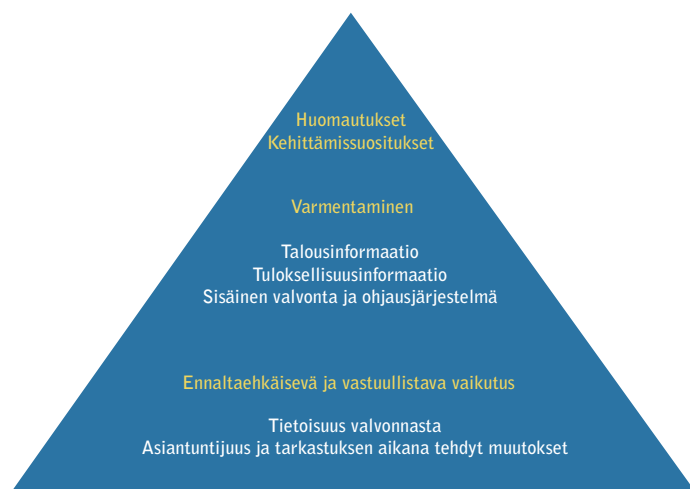 Huomautukset
Kehittämissuositukset
Varmentaminen
Talousinformaatio
Tuloksellisuusinformaatio
Sisäinen valvonta ja ohjausjärjestelmä
Ennaltaehkäisevä ja vastuullistava vaikutus
Tietoisuus valvonnasta
Asiantuntijuus ja tarkastuksen aikana tehdyt muutokset